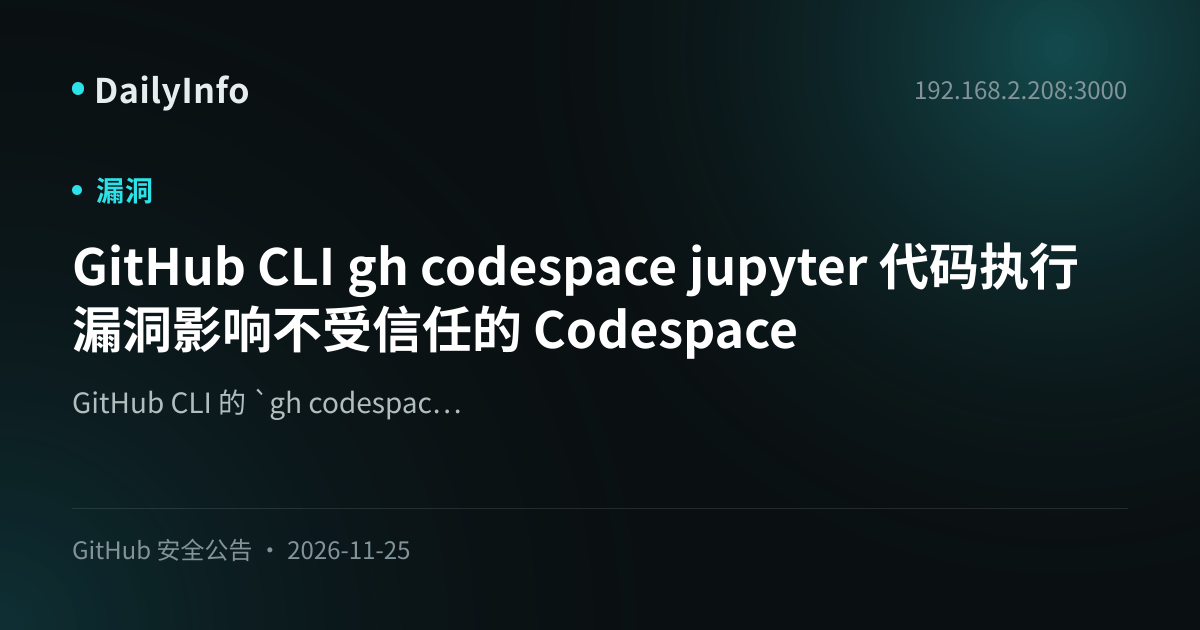 DailyInfo
192.168.2.208:3000
漏洞
GitHub CLI gh codespace jupyter 代码执行
漏洞影响不受信任的 Codespace
GitHub CLI 的 `gh codespac…
GitHub 安全公告 · 2026-11-25